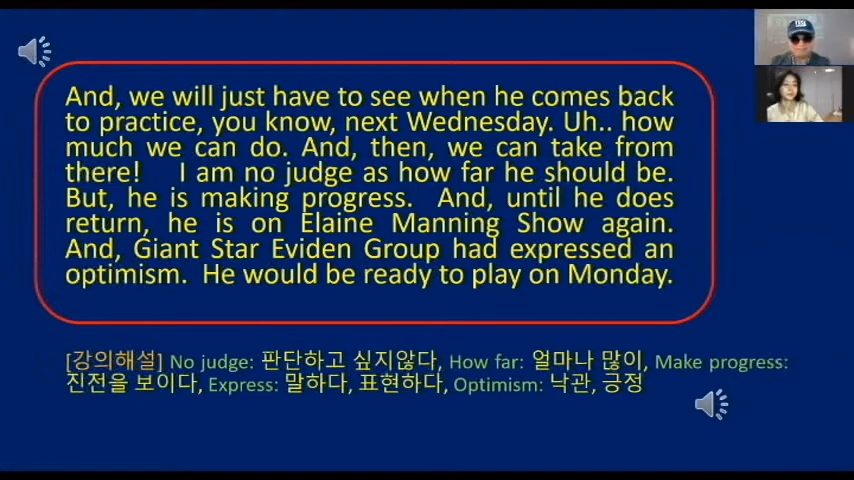 And, we will just have to see when he comes back
to practice, you know, next Wednesday. Uh.. how
much we can do. And, then, we can take from
there! I am no judge as how far he should be.
But, he is making progress. And, until he does
return, he is on Elaine Manning Show again.
And, Giant Star Eviden Group had expressed an
optimism. He would be ready to play on Monday.
[강의해설] No judge: 판단하고 싶지않다, How far: 얼마나 많이, Make progress:
진전을 보이다, Express: 말하다, 표현하다, Optimism: 낙관, 긍정